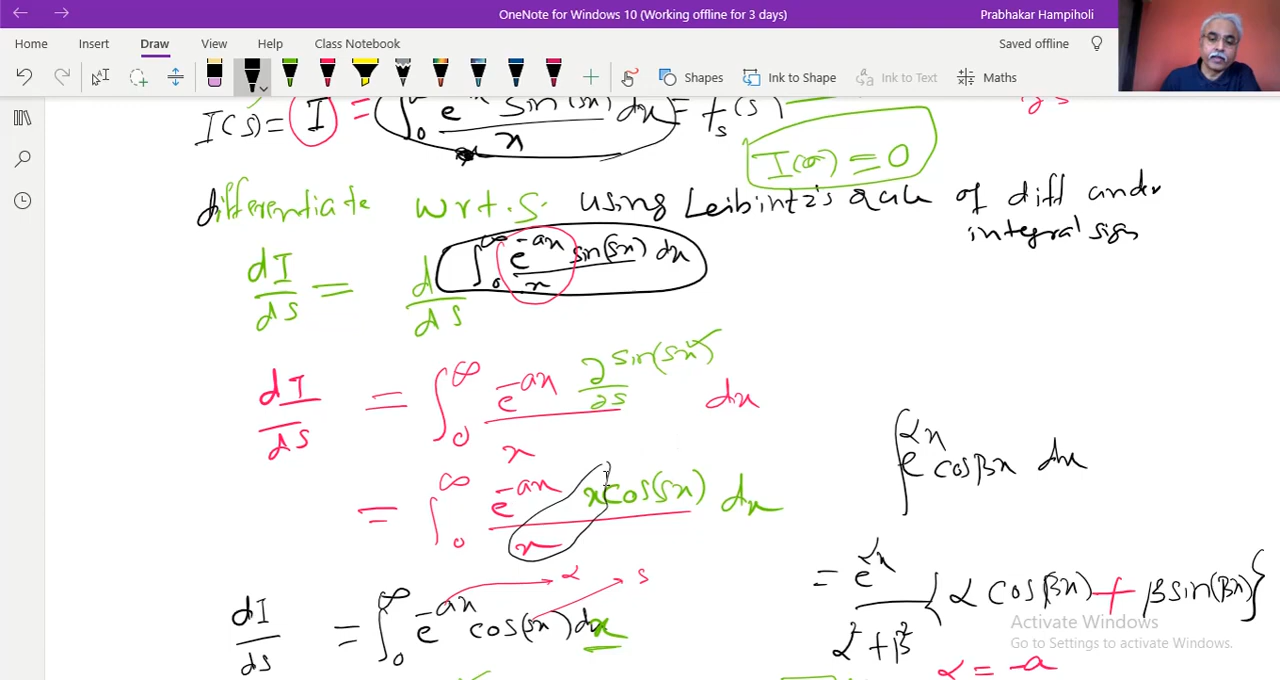 OneNote for Windows 10 (Working offline for 3 days)
Prabhakar Hampiholi
Home Insert Draw View Help Class Notebook
Saved offline
Shapes Ink to Shape Ink to Text Maths
I(s) = I = ∫₀ sin(sx) dx = fₛ(s)
x
I(0) = 0
differentiate w.r.t. s. using Leibintz's rule of diff under
integral sign
dI/ds = d/ds ∫₀^∞ e^-ax/x sin(sx) dx
dI/ds = ∫₀^∞ e^-ax/x ∂/∂s sin(sx) dx
= ∫₀^∞ e^-ax/x x cos(sx) dx
∫ e^αx cos βx dx
= e^αx/(α²+β²) { α cos(βx) + β sin(βx) }
α s
dI/ds = ∫₀^∞ e^-ax cos(sx) dx
Activate Windows
Go to Settings to activate Windows.
α = -a